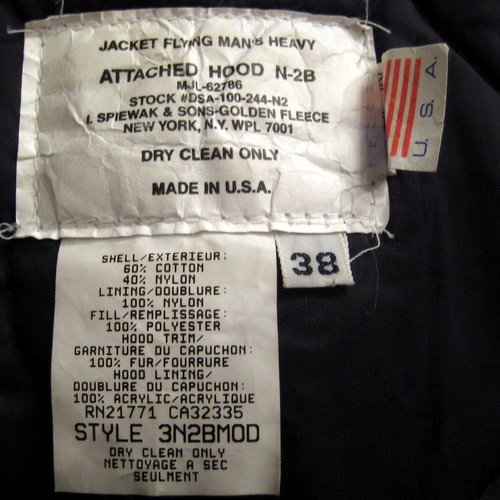 JACKET FLYING MAN'S HEAVY
ATTACHED HOOD N-2B
MJL-62786
STOCK #DSA-100-244-N2
I. SPIEWAK & SONS-GOLDEN FLEECE
NEW YORK, N.Y. WPL 7001
DRY CLEAN ONLY
MADE IN U.S.A.
U.S.A.
38
SHELL/EXTERIEUR:
60% COTTON
40% NYLON
LINING/DOUBLURE:
100% NYLON
FILL/REMPLISSAGE:
100% POLYESTER
HOOD TRIM/
GARNITURE DU CAPUCHON:
100% FUR/FOURRURE
HOOD LINING/
DOUBLURE DU CAPUCHON:
100% ACRYLIC/ACRYLIQUE
RN21771 CA32335
STYLE 3N2BMOD
DRY CLEAN ONLY
NETTOYAGE A SEC
SEULMENT